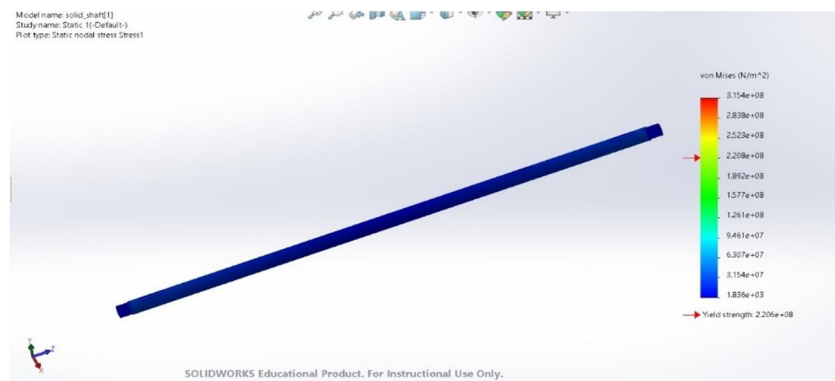 Model name: solid_shaft[1]
Study name: Static 1(-Default-)
Plot type: Static nodal stress Stress1
von Mises (N/m^2)
3.154e+08
2.838e+08
2.523e+08
2.208e+08
1.892e+08
1.577e+08
1.261e+08
9.461e+07
6.307e+07
3.154e+07
1.836e+03
Yield strength: 2.206e+08
Y
Z
X
SOLIDWORKS Educational Product. For Instructional Use Only.